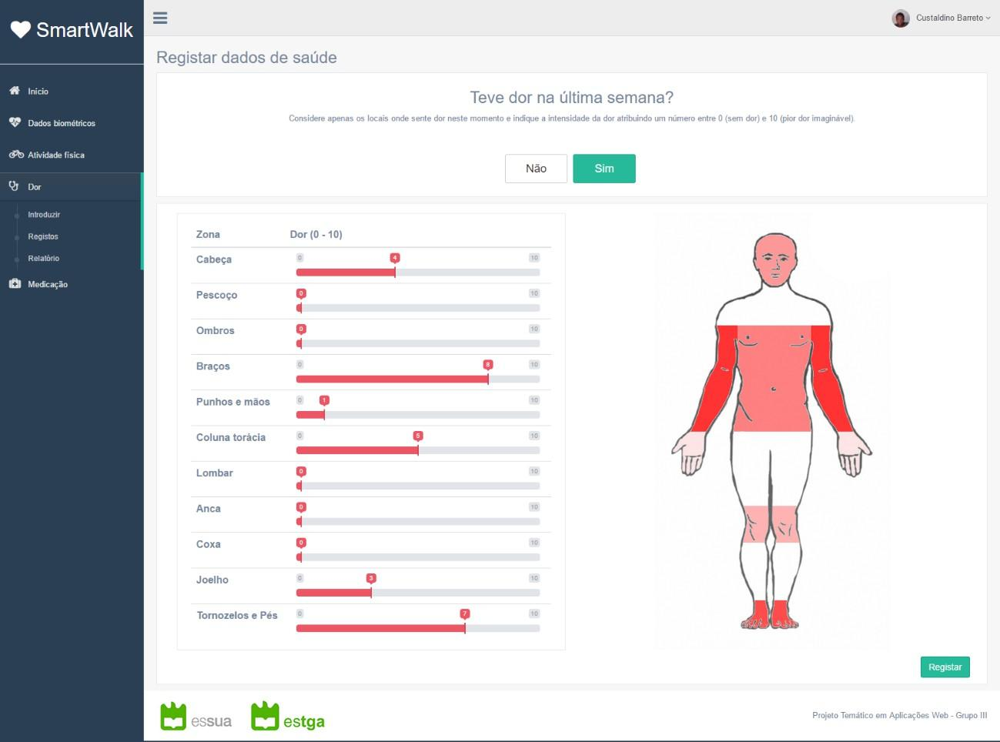 SmartWalk
Custaldino Barreto
Início
Dados biométricos
Atividade física
Dor
Introduzir
Registos
Relatório
Medicação
Registar dados de saúde
Teve dor na última semana?
Considere apenas os locais onde sente dor neste momento e indique a intensidade da dor atribuindo um número entre 0 (sem dor) e 10 (pior dor imaginável).
Não Sim
Zona Dor (0 - 10)
Cabeça 0 4 10
Pescoço 0 10
Ombros 0 10
Braços 0 8 10
Punhos e mãos 0 1 10
Coluna torácia 0 5 10
Lombar 0 10
Anca 0 10
Coxa 0 10
Joelho 0 3 10
Tornozelos e Pés 0 7 10
Registar
essua estga
Projeto Temático em Aplicações Web - Grupo III